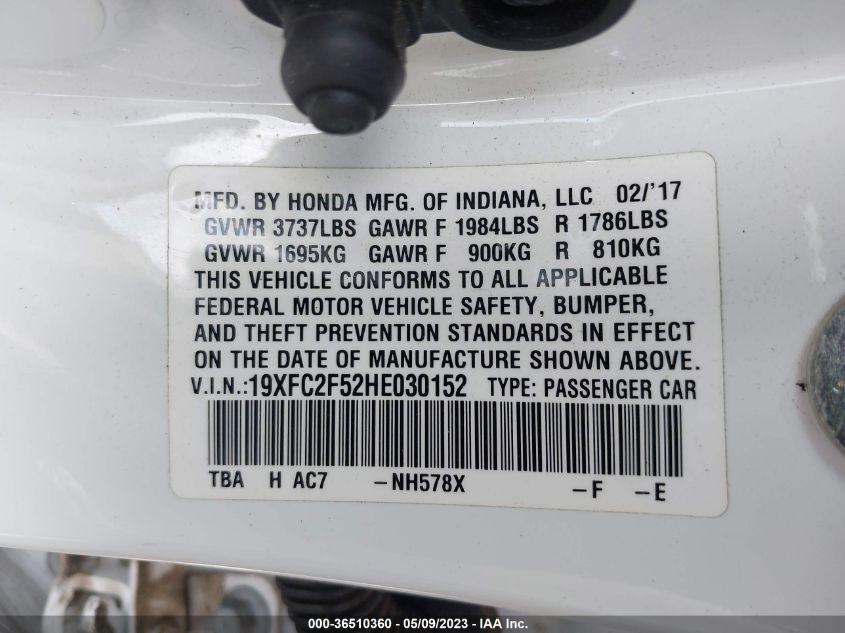 MFD. BY HONDA MFG. OF INDIANA, LLC 02/'17
GVWR 3737LBS GAWR F 1984LBS R 1786LBS
GVWR 1695KG GAWR F 900KG R 810KG
THIS VEHICLE CONFORMS TO ALL APPLICABLE
FEDERAL MOTOR VEHICLE SAFETY, BUMPER,
AND THEFT PREVENTION STANDARDS IN EFFECT
ON THE DATE OF MANUFACTURE SHOWN ABOVE.
V.I.N.:19XFC2F52HE030152 TYPE: PASSENGER CAR
TBA H AC7 -NH578X -F -E
000-36510360 - 05/09/2023 - IAA Inc.